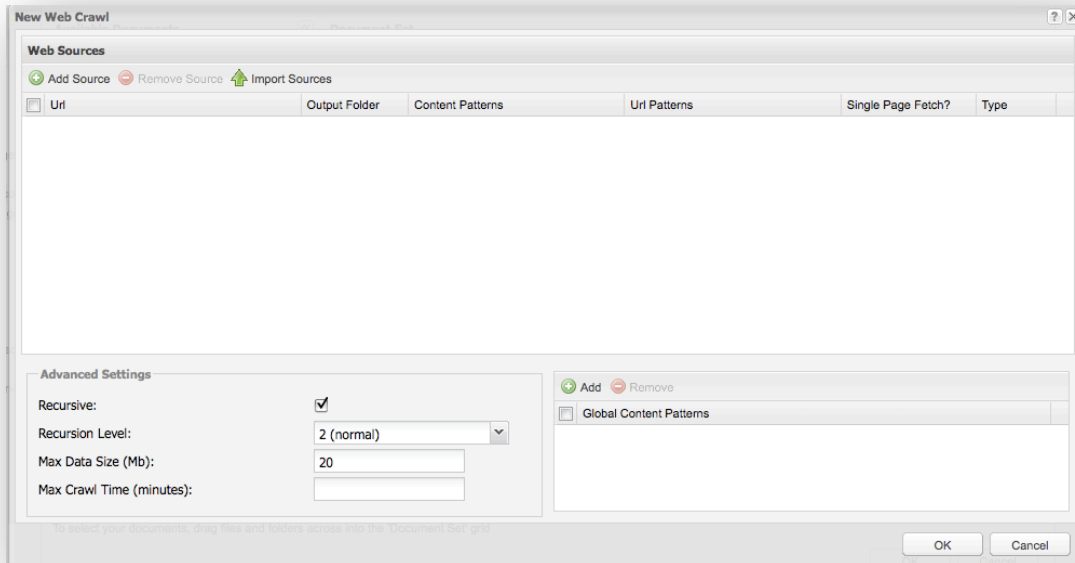 New Web Crawl
Web Sources
Add Source Remove Source Import Sources
Url Output Folder Content Patterns Url Patterns Single Page Fetch? Type
Advanced Settings
Recursive:
Recursion Level: 2 (normal)
Max Data Size (Mb): 20
Max Crawl Time (minutes):
Add Remove
Global Content Patterns
To select your documents, drag files and folders across into the 'Document Set' grid
OK Cancel
OK Cancel